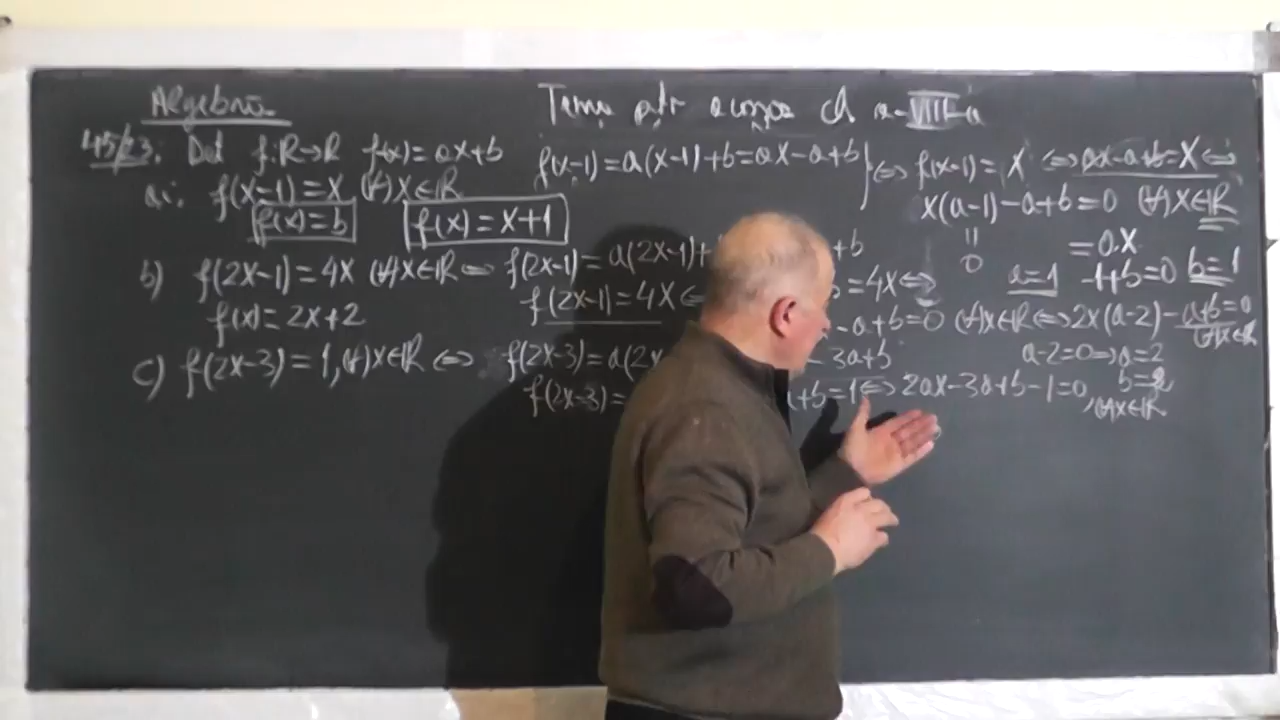 Algebra Tema ptr acasa cl a-VIII-a
45/23. Det f:R→R f(x)=ax+b f(x-1)=a(x-1)+b=ax-a+b} ⇔ f(x-1)=x ⇔ ax-a+b=x ⇔
a: f(x-1)=x (∀)x∈R x(a-1)-a+b=0 (∀)x∈R
f(x)=b f(x)=x+1 = 0.x
0 a=1 -1+b=0 b=1
b) f(2x-1)=4x (∀)x∈R ⇔ f(2x-1)=a(2x-1)+ +b
f(2x-1)=4x ⇔ =4x ⇔
f(x)=2x+2 -a+b=0 (∀)x∈R ⇔ 2x(a-2)-a+b=0 (∀)x∈R
a-2=0 ⇒ a=2
b=2
c) f(2x-3)=1, (∀)x∈R ⇔ f(2x-3)=a(2x -3a+b
f(2x-3)= a+b=1 ⇔ 2ax-3a+b-1=0, (∀)x∈R